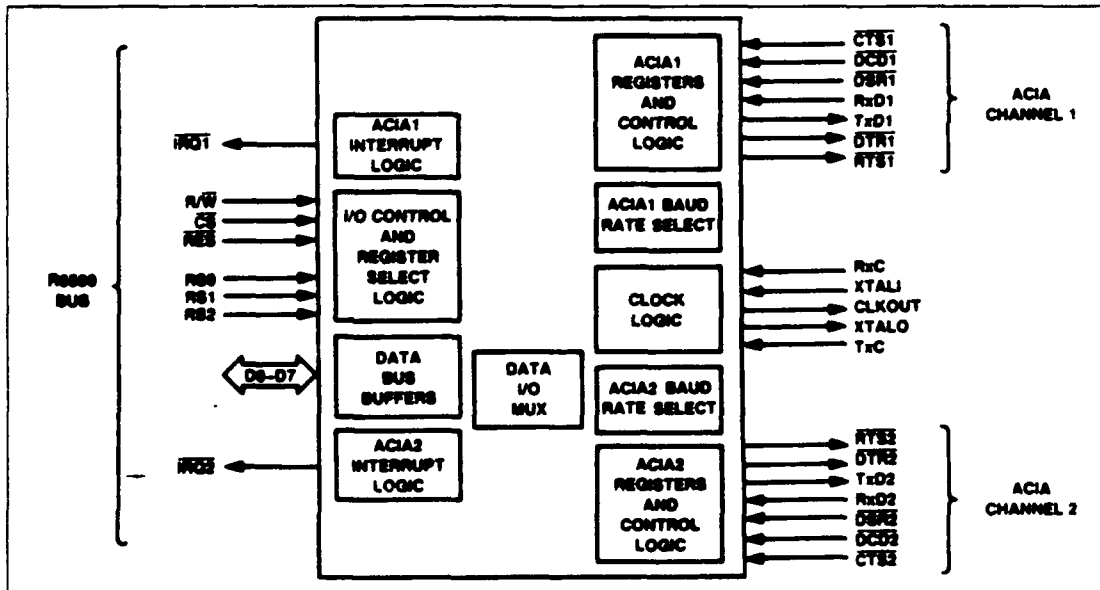 ACIA1
REGISTERS
AND
CONTROL
LOGIC
CTS1
DCD1
DSR1
RxD1
TxD1
DTR1
RTS1
ACIA
CHANNEL 1
IRQ1
ACIA1
INTERRUPT
LOGIC
R/W
CS
RES
RS0
RS1
RS2
I/O CONTROL
AND
REGISTER
SELECT
LOGIC
ACIA1 BAUD
RATE SELECT
R6500
BUS
CLOCK
LOGIC
RxC
XTALI
CLKOUT
XTALO
TxC
D0-D7
DATA
BUS
BUFFERS
DATA
I/O
MUX
ACIA2 BAUD
RATE SELECT
IRQ2
ACIA2
INTERRUPT
LOGIC
ACIA2
REGISTERS
AND
CONTROL
LOGIC
RTS2
DTR2
TxD2
RxD2
DSR2
DCD2
CTS2
ACIA
CHANNEL 2